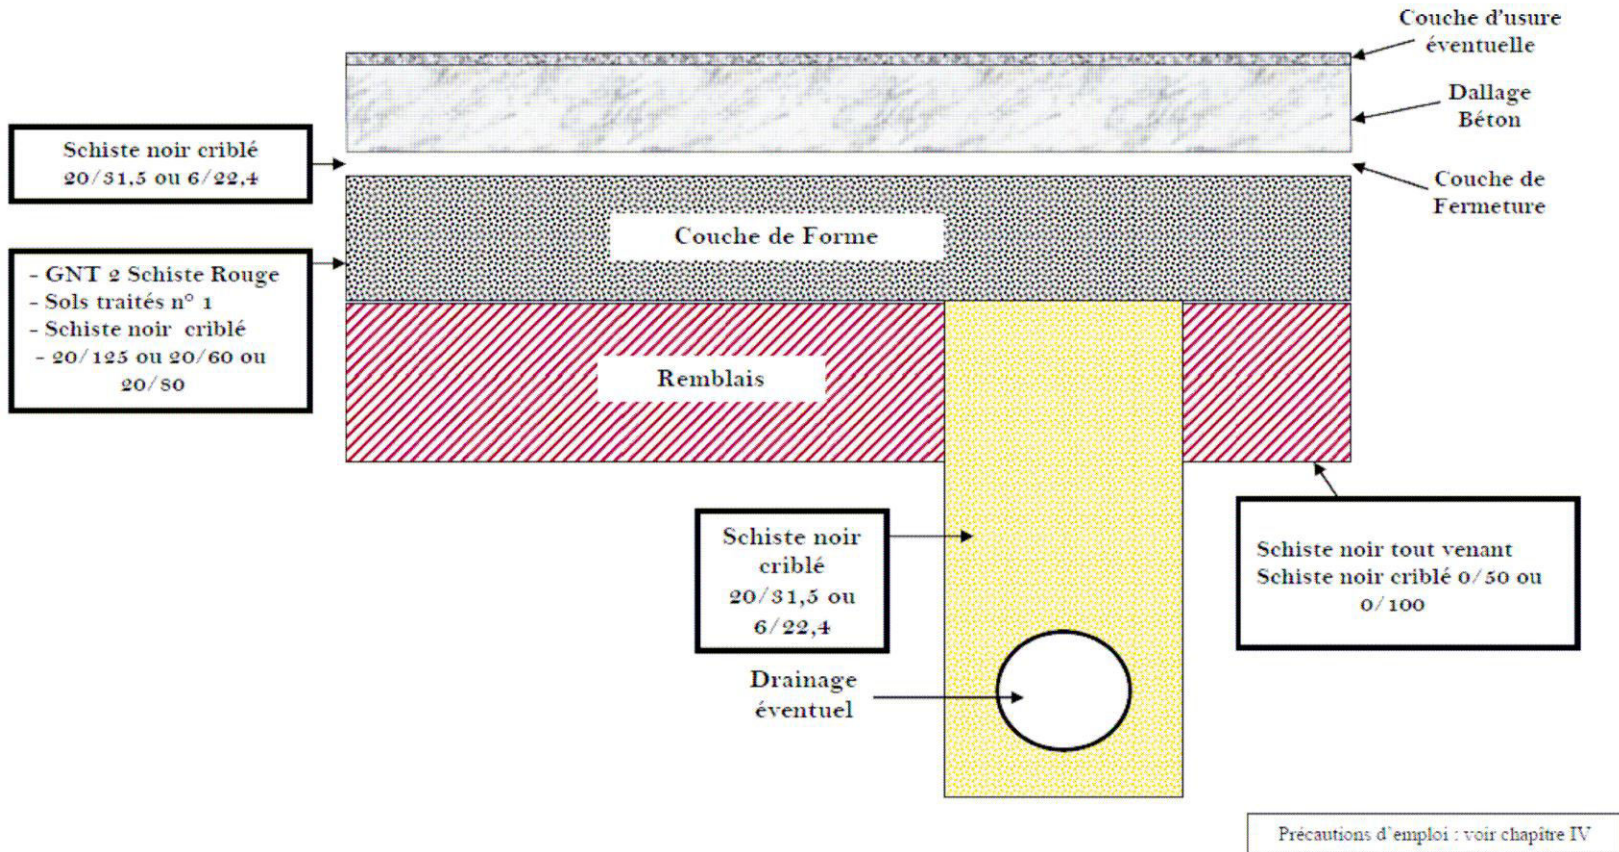 Couche d'usure
éventuelle
Dallage
Béton
Schiste noir criblé
20/31,5 ou 6/22,4
Couche de
Fermeture
Couche de Forme
- GNT 2 Schiste Rouge
- Sols traités n° 1
- Schiste noir criblé
- 20/125 ou 20/60 ou
20/80
Remblais
Schiste noir
criblé
20/31,5 ou
6/22,4
Schiste noir tout venant
Schiste noir criblé 0/50 ou
0/100
Drainage
éventuel
Précautions d'emploi : voir chapître IV